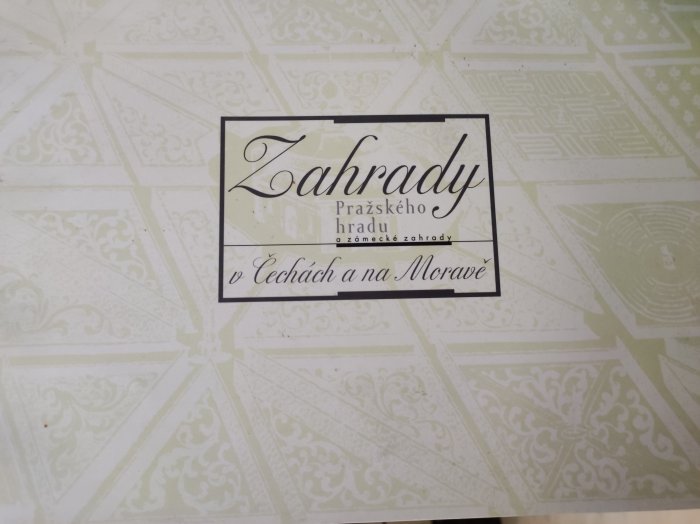 Zahrady
Pražského
hradu
a zámecké zahrady
v Čechách a na Moravě